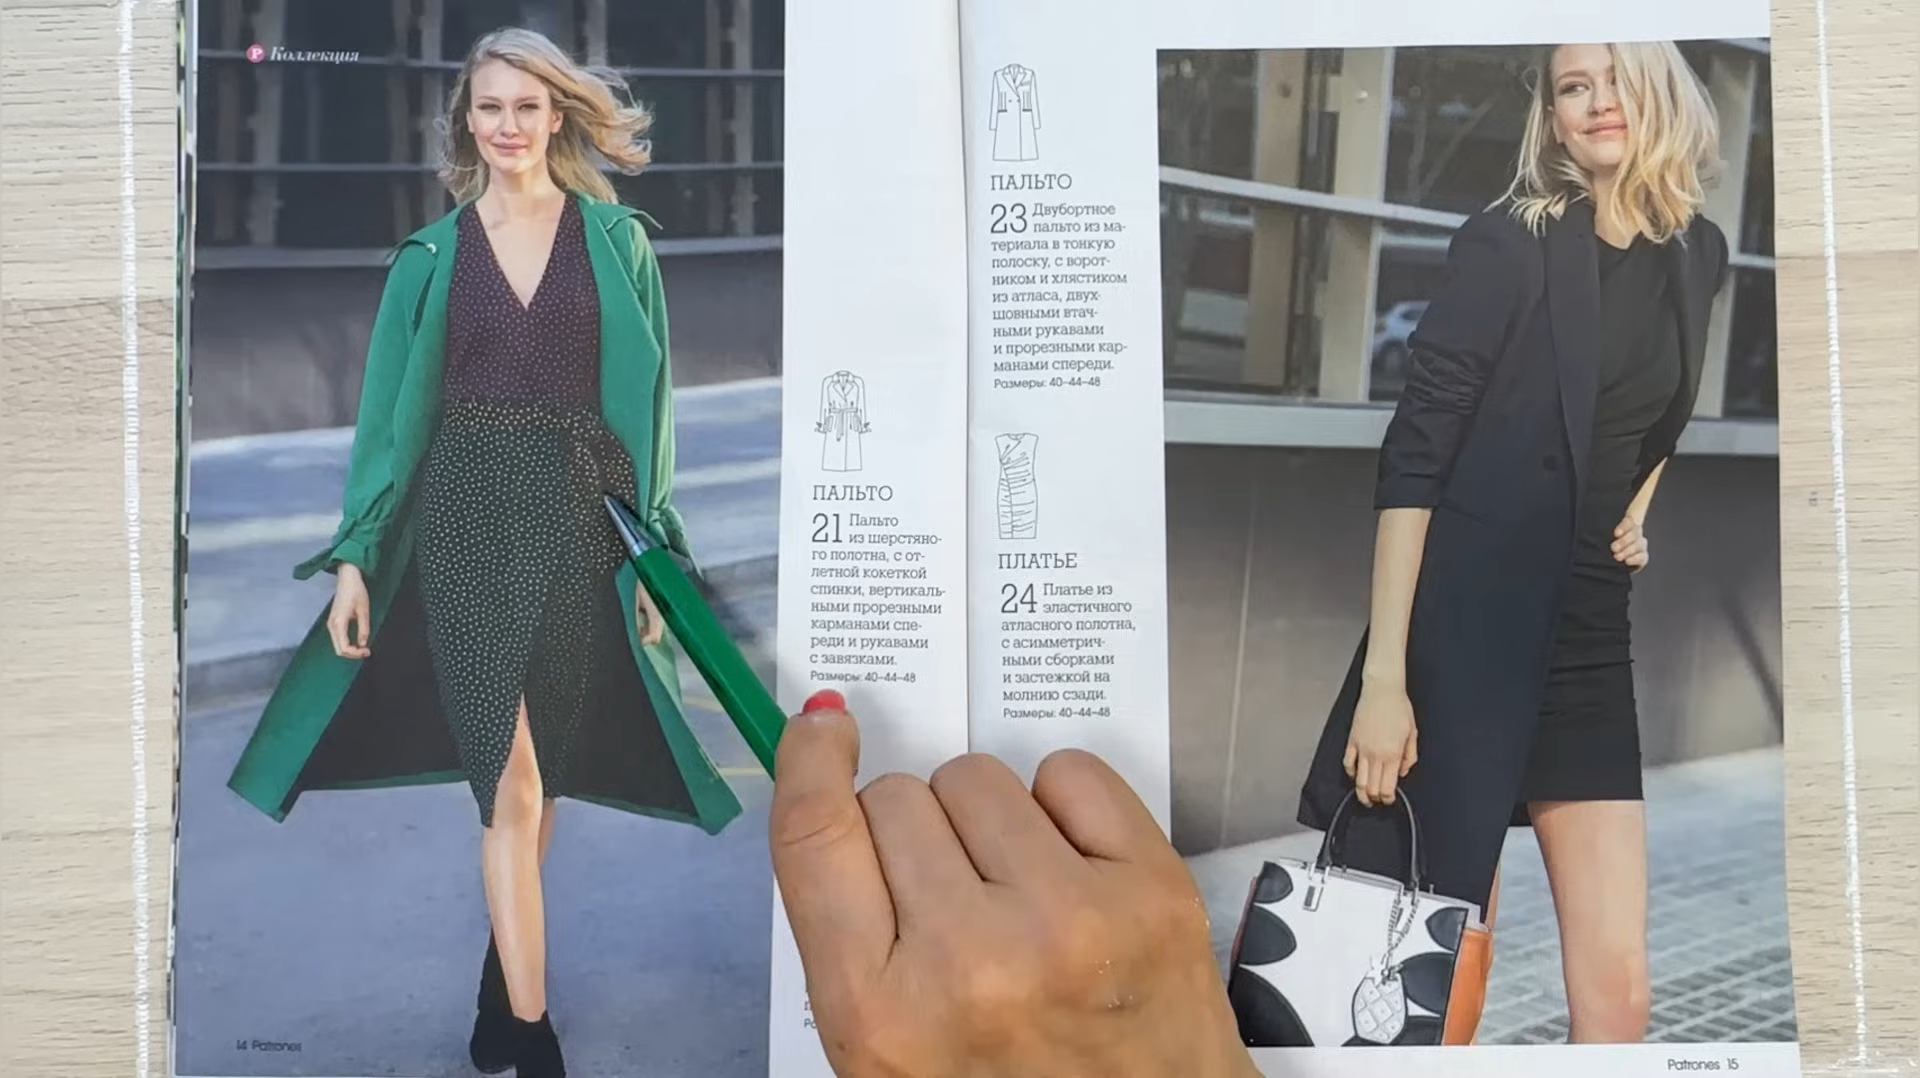 Коллекция
ПАЛЬТО
21 Пальто
из шерстяно-
го полотна, с от-
летной кокеткой
спинки, вертикаль-
ными прорезными
карманами спе-
реди и рукавами
с завязками.
Размеры: 40-44-48
14 Patrones
ПАЛЬТО
23 Двубортное
пальто из ма-
териала в тонкую
полоску, с ворот-
ником и хлястиком
из атласа, двух-
шовными втач-
ными рукавами
и прорезными кар-
манами спереди.
Размеры: 40-44-48
ПЛАТЬЕ
24 Платье из
эластичного
атласного полотна,
с асимметрич-
ными сборками
и застежкой на
молнию сзади.
Размеры: 40-44-48
Patrones 15